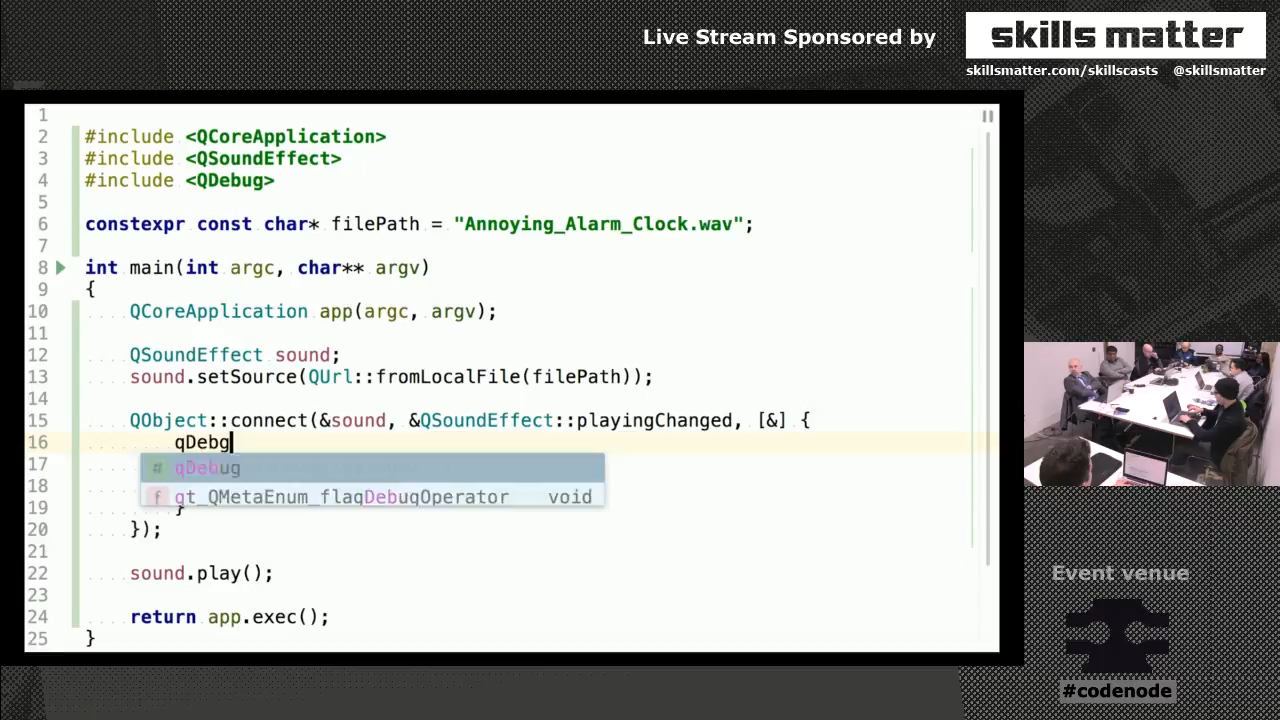 Live Stream Sponsored by
skills matter
skillsmatter.com/skillscasts @skillsmatter
1
2 #include <QCoreApplication>
3 #include <QSoundEffect>
4 #include <QDebug>
5
6 constexpr const char* filePath = "Annoying_Alarm_Clock.wav";
7
8 int main(int argc, char** argv)
9 {
10 QCoreApplication app(argc, argv);
11
12 QSoundEffect sound;
13 sound.setSource(QUrl::fromLocalFile(filePath));
14
15 QObject::connect(&sound, &QSoundEffect::playingChanged, [&] {
16 qDebg
17 # qDebug
18 f qt_QMetaEnum_flagDebugOperator void
19 }
20 });
21
22 sound.play();
23
24 return app.exec();
25 }
Event venue
#codenode